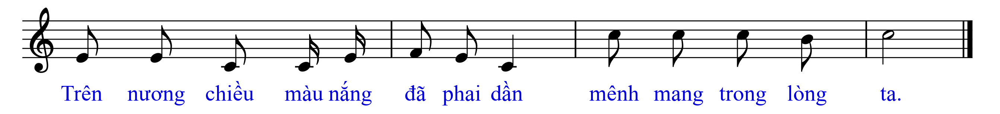 Trên nương chiều màu nắng đã phai dần mênh mang trong lòng ta.